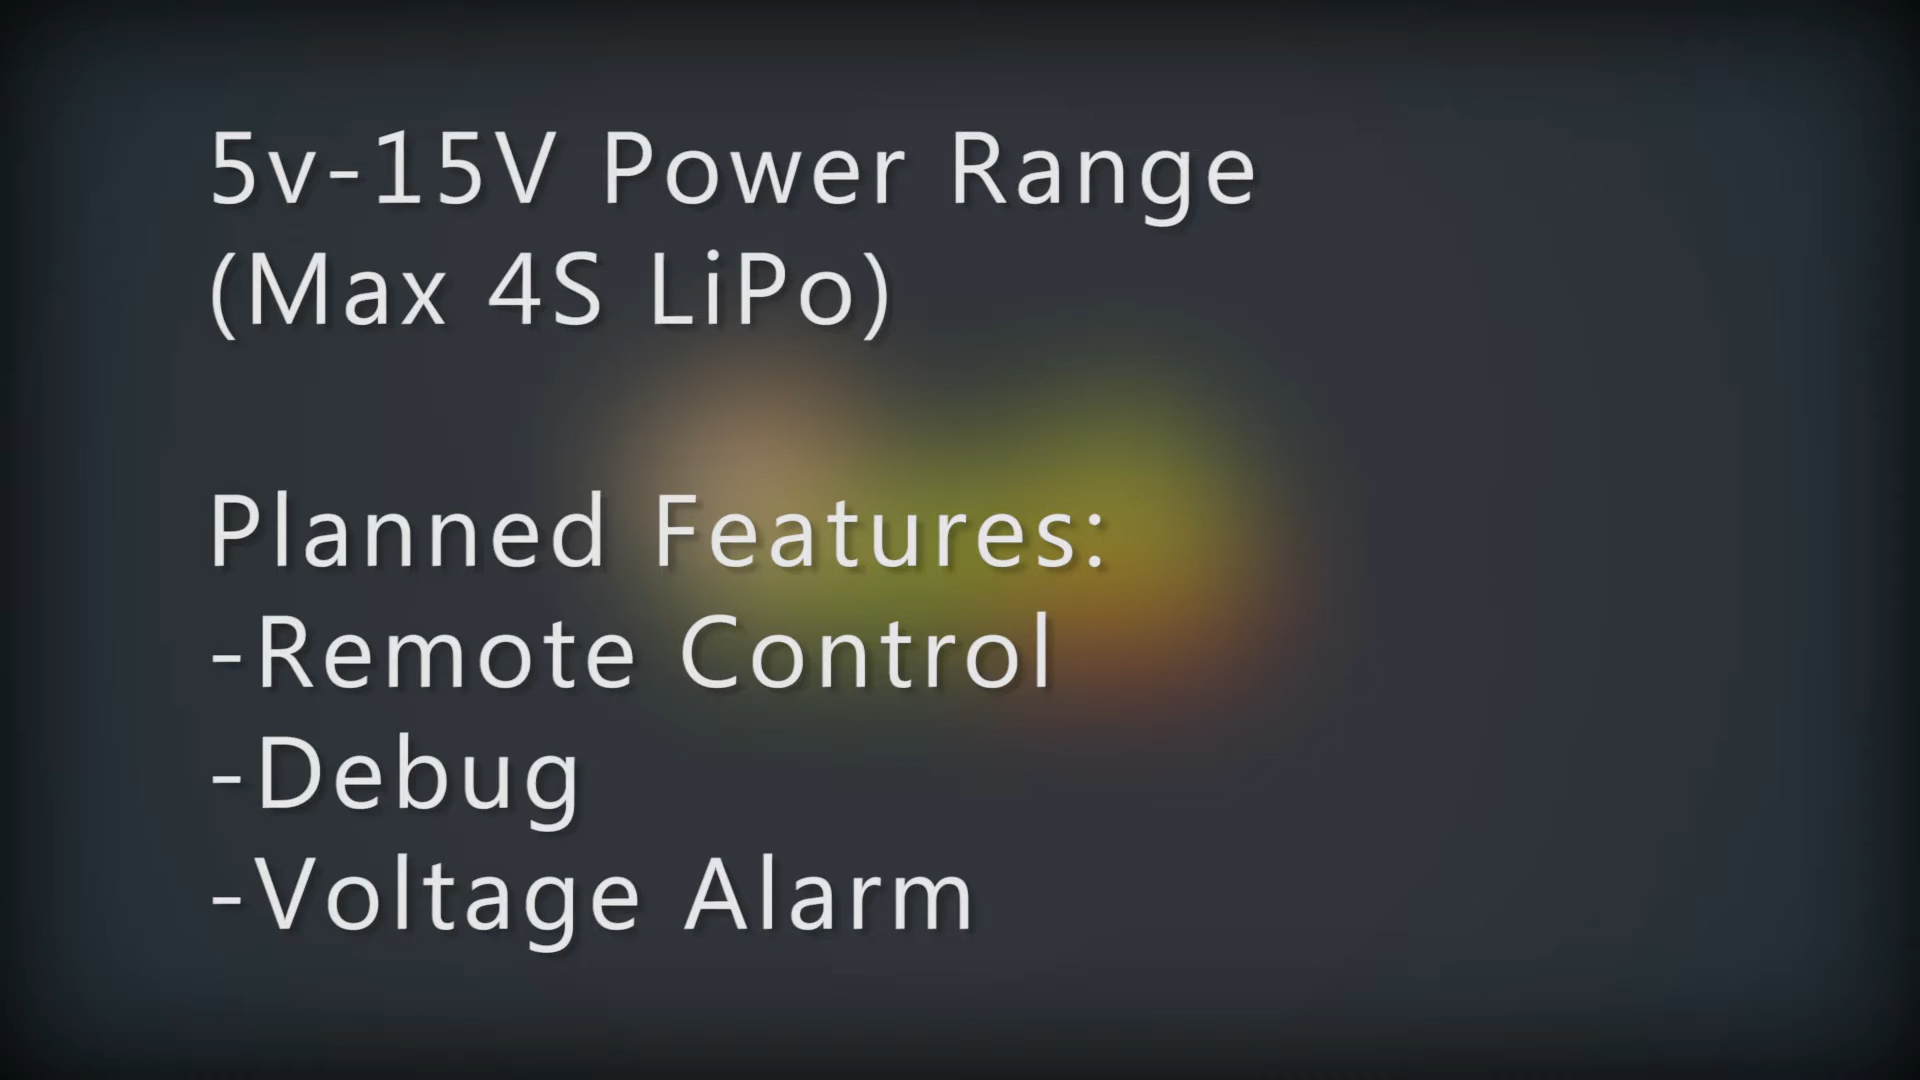 5v-15V Power Range
(Max 4S LiPo)
Planned Features:
-Remote Control
-Debug
-Voltage Alarm